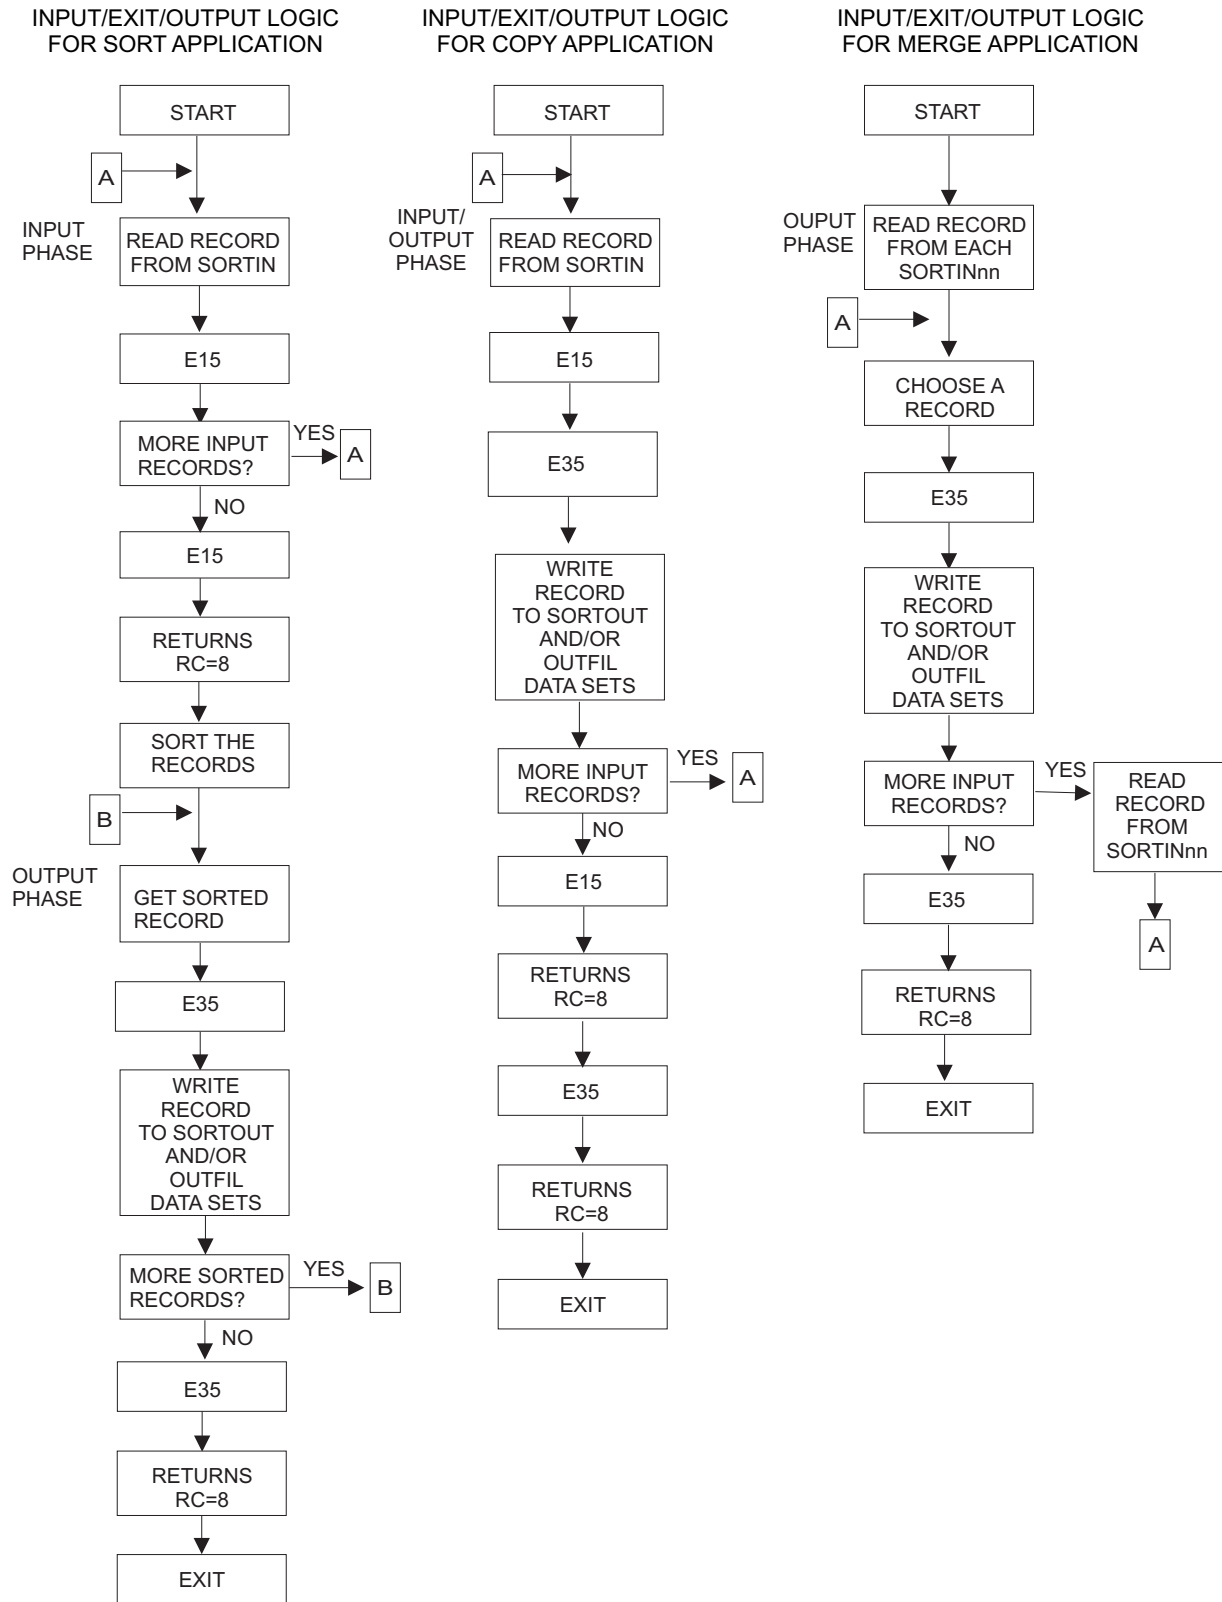 INPUT/EXIT/OUTPUT LOGIC
FOR SORT APPLICATION
START
A
INPUT
PHASE
READ RECORD
FROM SORTIN
E15
MORE INPUT
RECORDS?
YES
A
NO
E15
RETURNS
RC=8
SORT THE
RECORDS
B
OUTPUT
PHASE
GET SORTED
RECORD
E35
WRITE
RECORD
TO SORTOUT
AND/OR
OUTFIL
DATA SETS
MORE SORTED
RECORDS?
YES
B
NO
E35
RETURNS
RC=8
EXIT
INPUT/EXIT/OUTPUT LOGIC
FOR COPY APPLICATION
START
A
INPUT/
OUTPUT
PHASE
READ RECORD
FROM SORTIN
E15
E35
WRITE
RECORD
TO SORTOUT
AND/OR
OUTFIL
DATA SETS
MORE INPUT
RECORDS?
YES
A
NO
E15
RETURNS
RC=8
E35
RETURNS
RC=8
EXIT
INPUT/EXIT/OUTPUT LOGIC
FOR MERGE APPLICATION
START
OUPUT
PHASE
READ RECORD
FROM EACH
SORTINnn
A
CHOOSE A
RECORD
E35
WRITE
RECORD
TO SORTOUT
AND/OR
OUTFIL
DATA SETS
MORE INPUT
RECORDS?
YES
READ
RECORD
FROM
SORTINnn
A
NO
E35
RETURNS
RC=8
EXIT